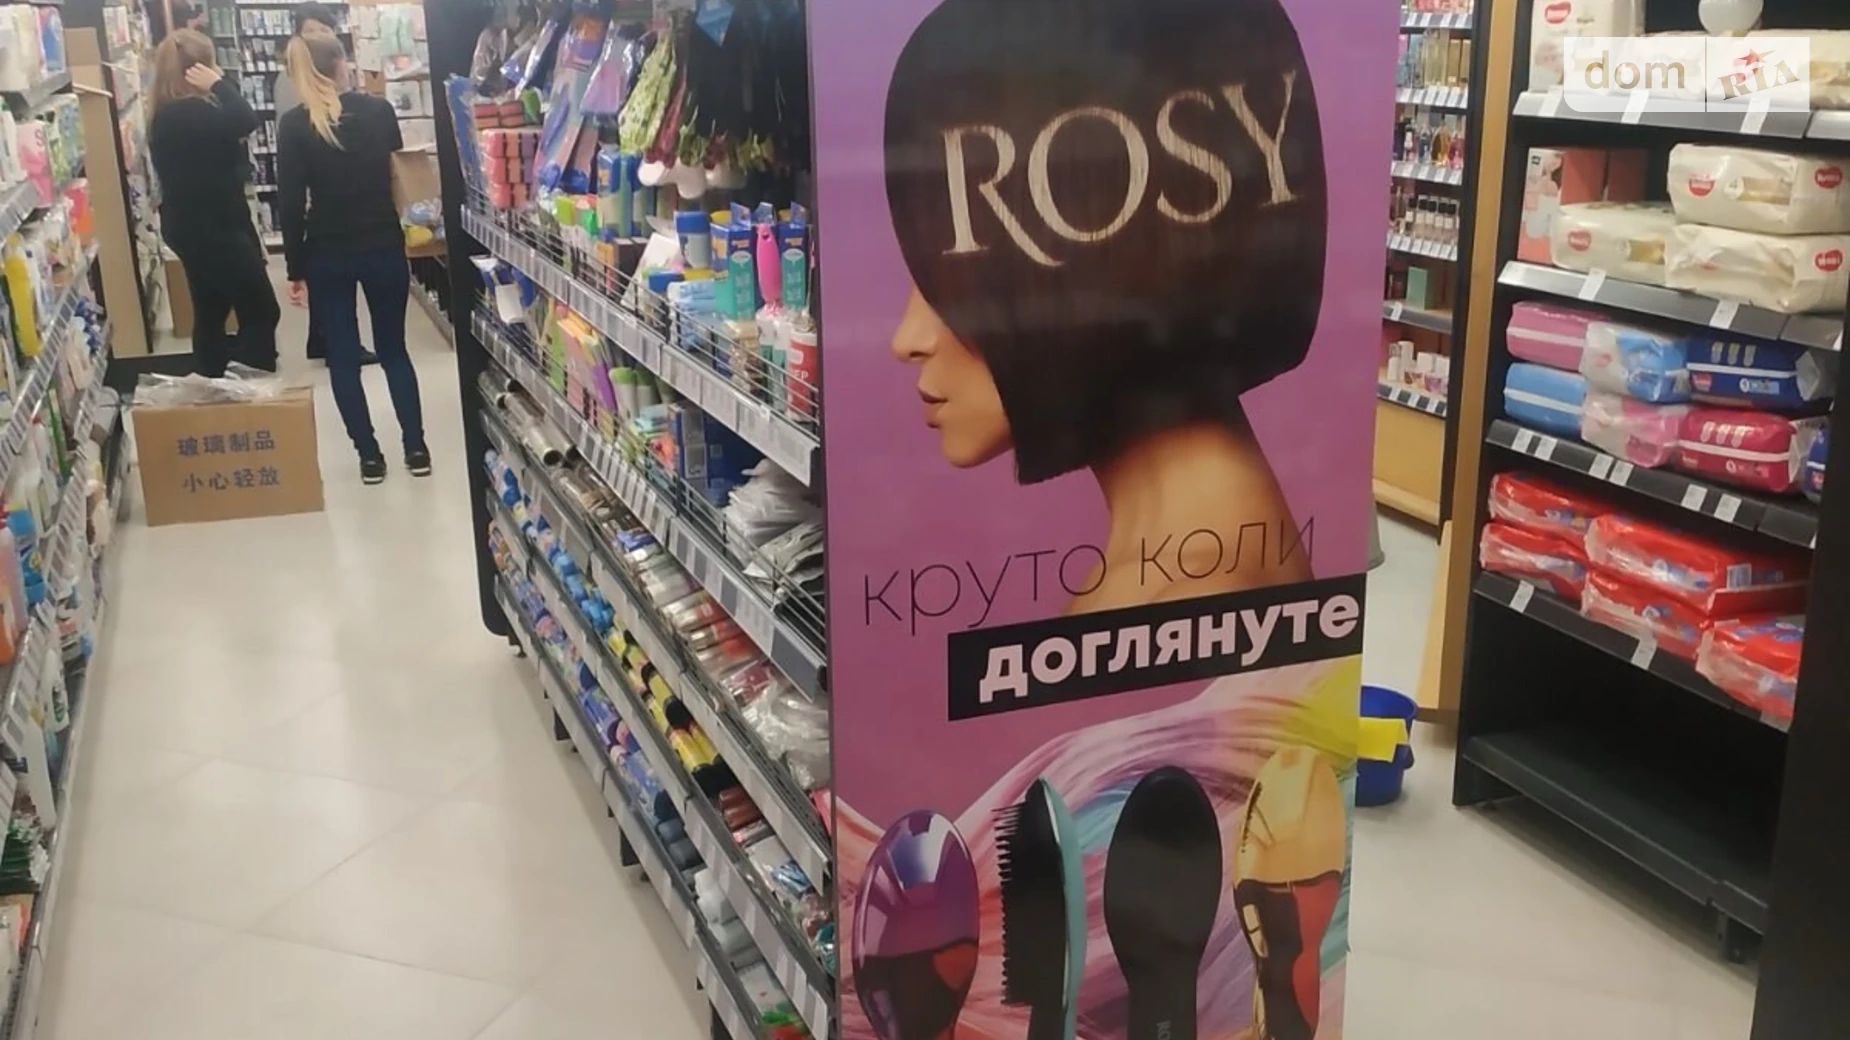 dom RIA
ROSY
круто коли
доглянуте
玻璃制品
小心轻放